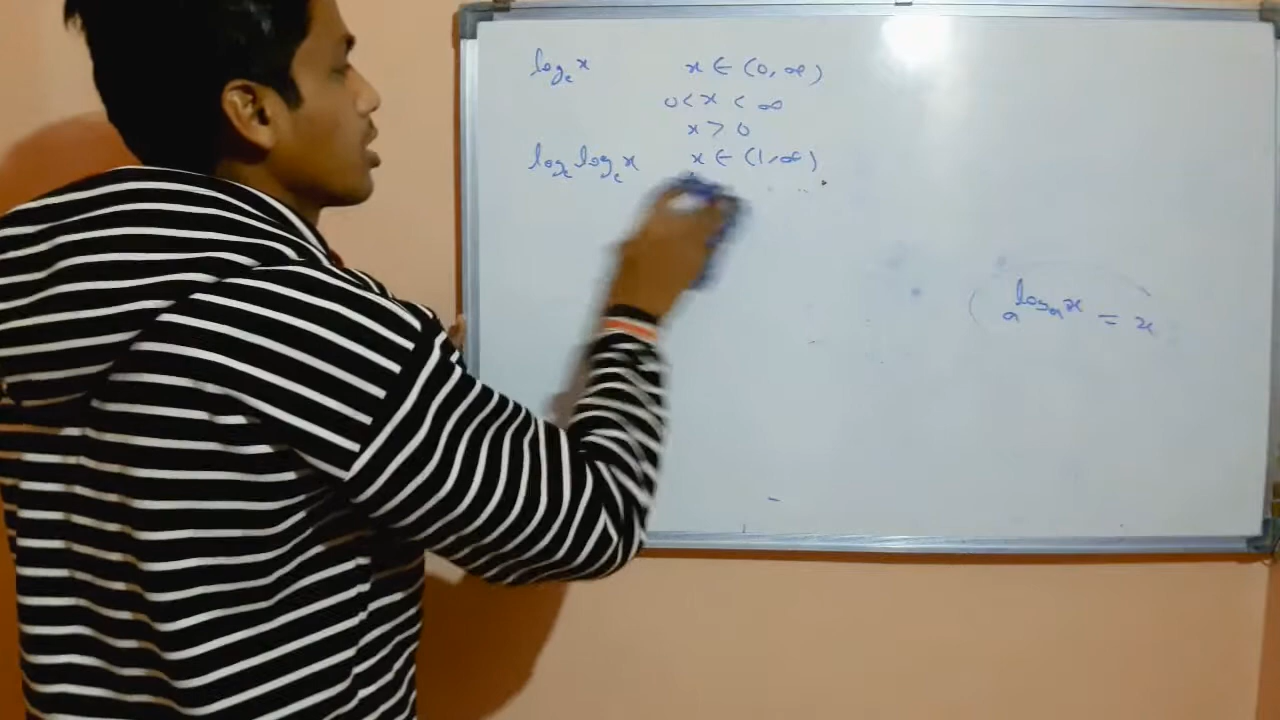 logₑ x x ∈ (0, ∞)
0 < x < ∞
x > 0
logₑ logₑ x x ∈ (1, ∞)
a^(logₐ x) = x